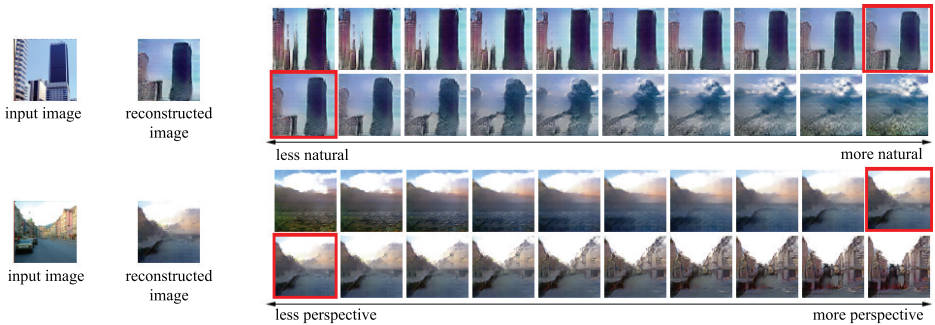 input image
reconstructed
image
less natural
more natural
input image
reconstructed
image
less perspective
more perspective